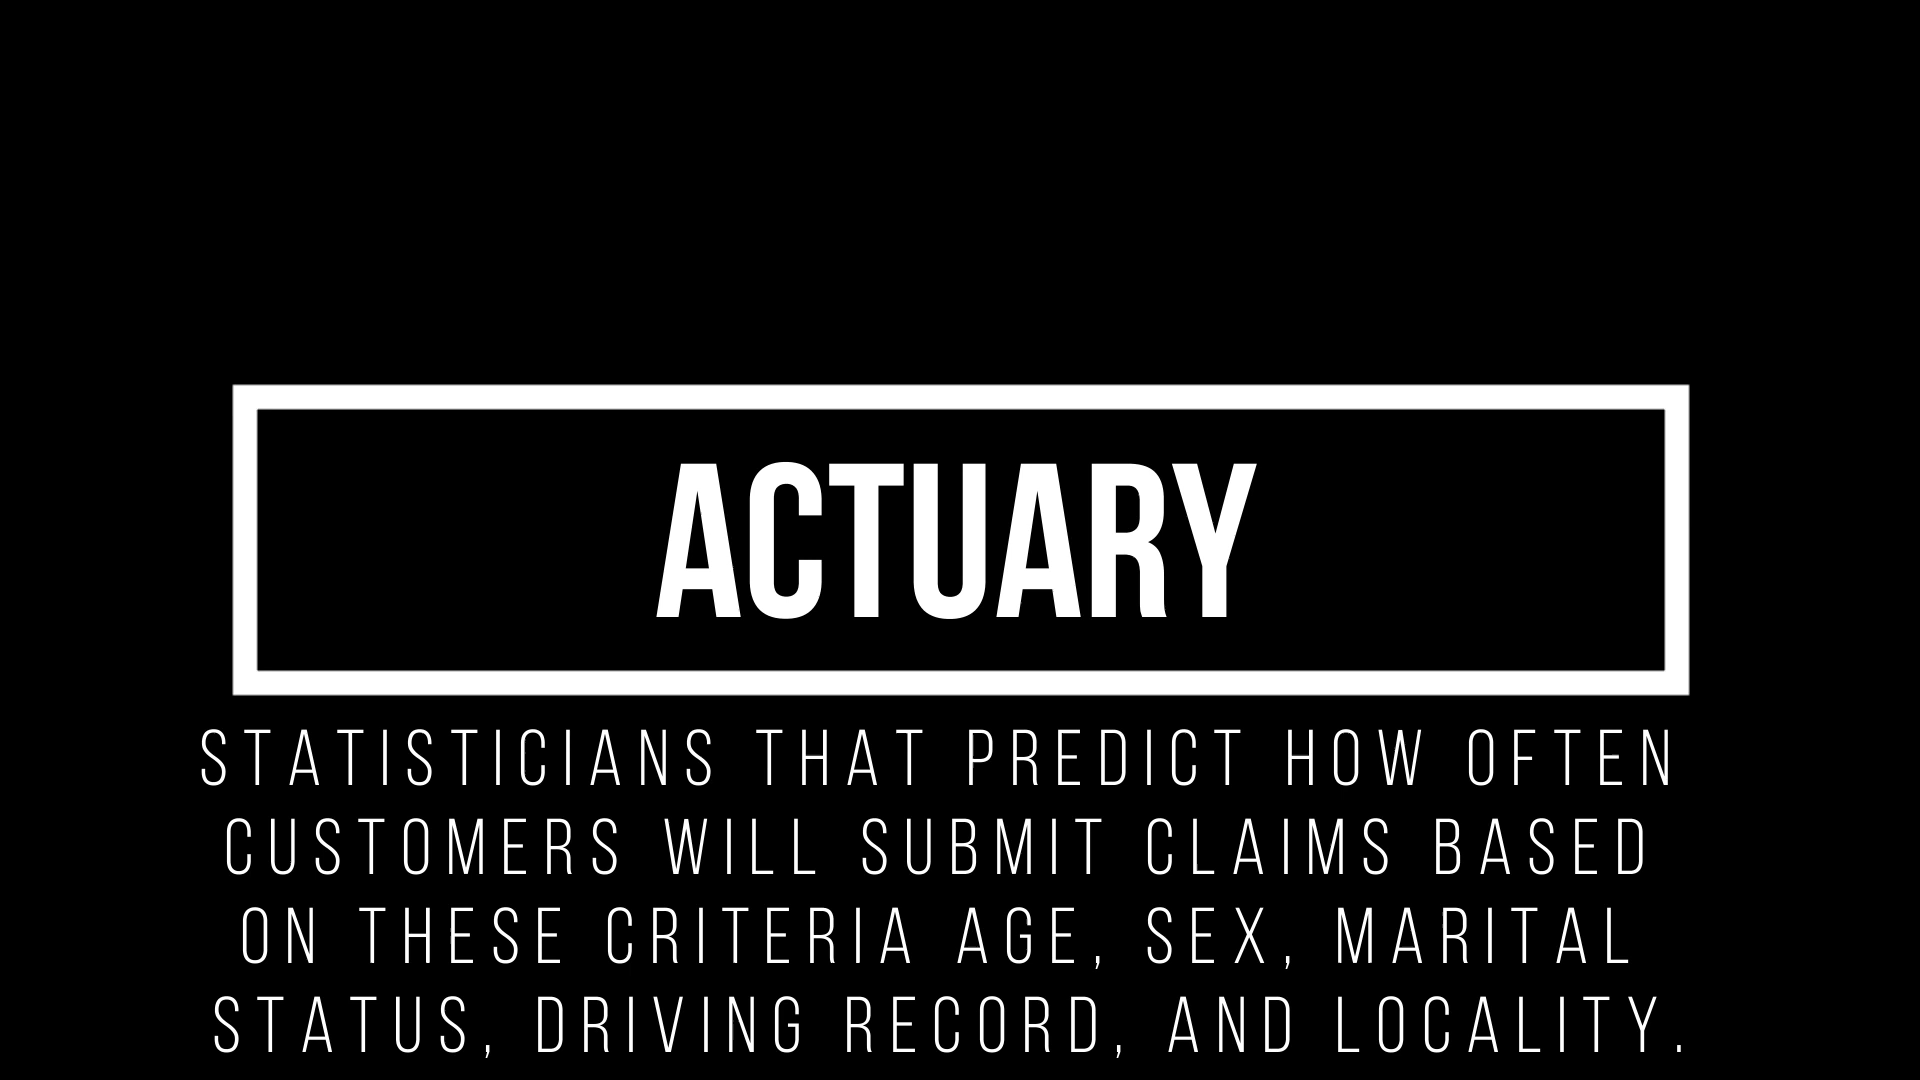 ACTUARY
STATISTICIANS THAT PREDICT HOW OFTEN
CUSTOMERS WILL SUBMIT CLAIMS BASED
ON THESE CRITERIA AGE, SEX, MARITAL
STATUS, DRIVING RECORD, AND LOCALITY.